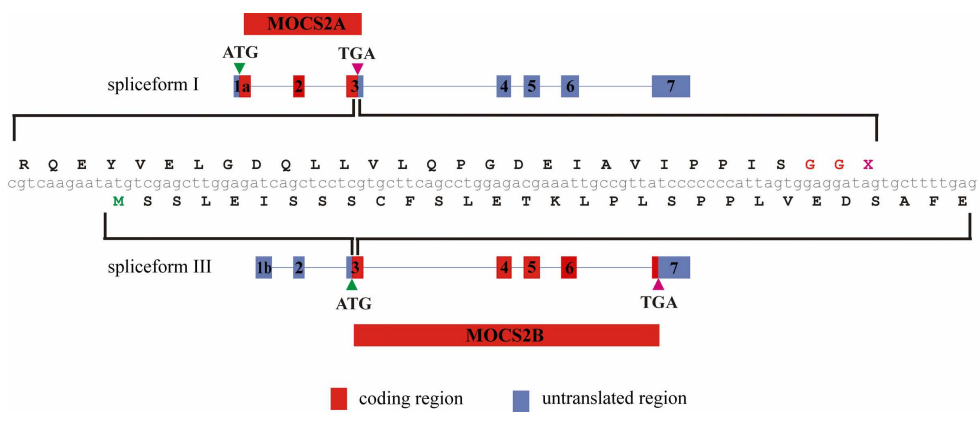 MOCS2A
ATG TGA
spliceform I 1a 2 3 4 5 6 7
R Q E Y V E L G D Q L L V L Q P G D E I A V I P P I S G G X
cgtcaagaatatgtcgagcttggagatcagctcctcgtgcttcagcctggagacgaaattgccgttatcccccccattagtggaggatagtgcttttgag
M S S L E I S S S C F S L E T K L P L S P P L V E D S A F E
spliceform III 1b 2 3 4 5 6 7
ATG TGA
MOCS2B
coding region untranslated region